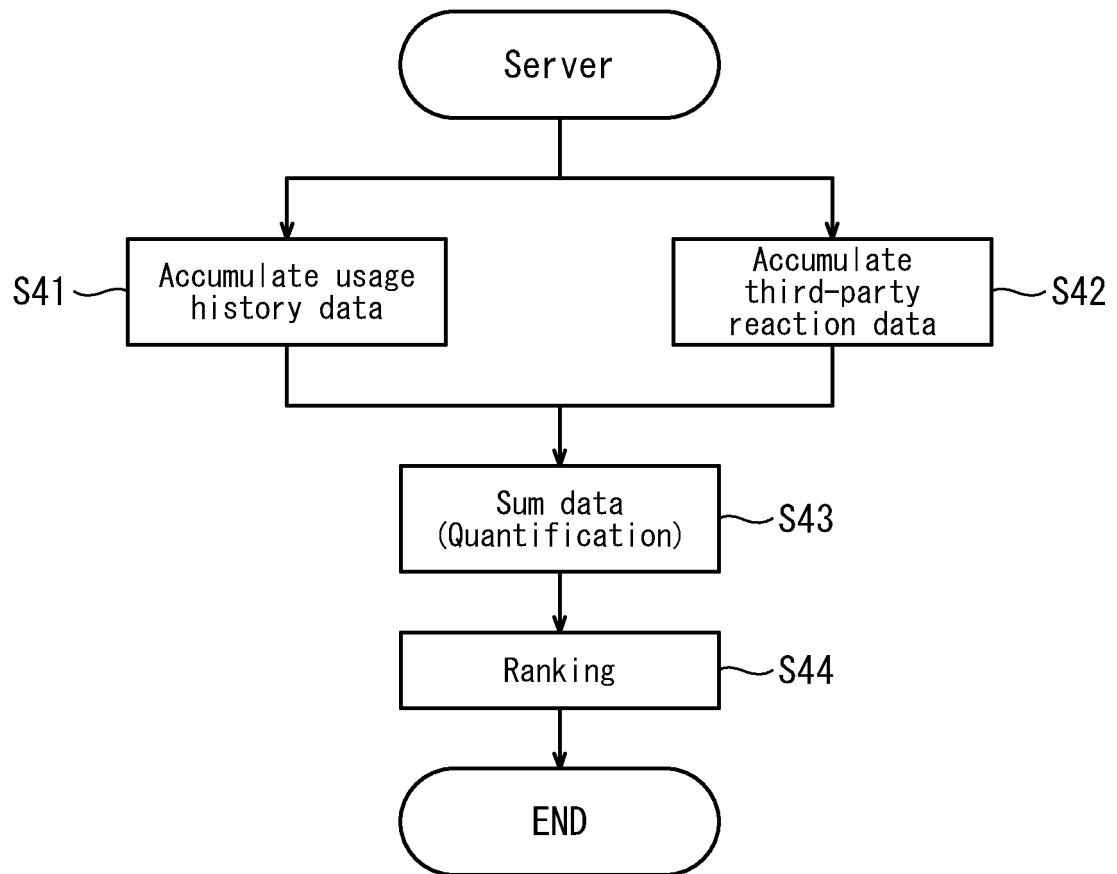 Server
S41
Accumulate usage
history data
Accumulate
third-party
reaction data
S42
Sum data
(Quantification)
S43
Ranking
S44
END